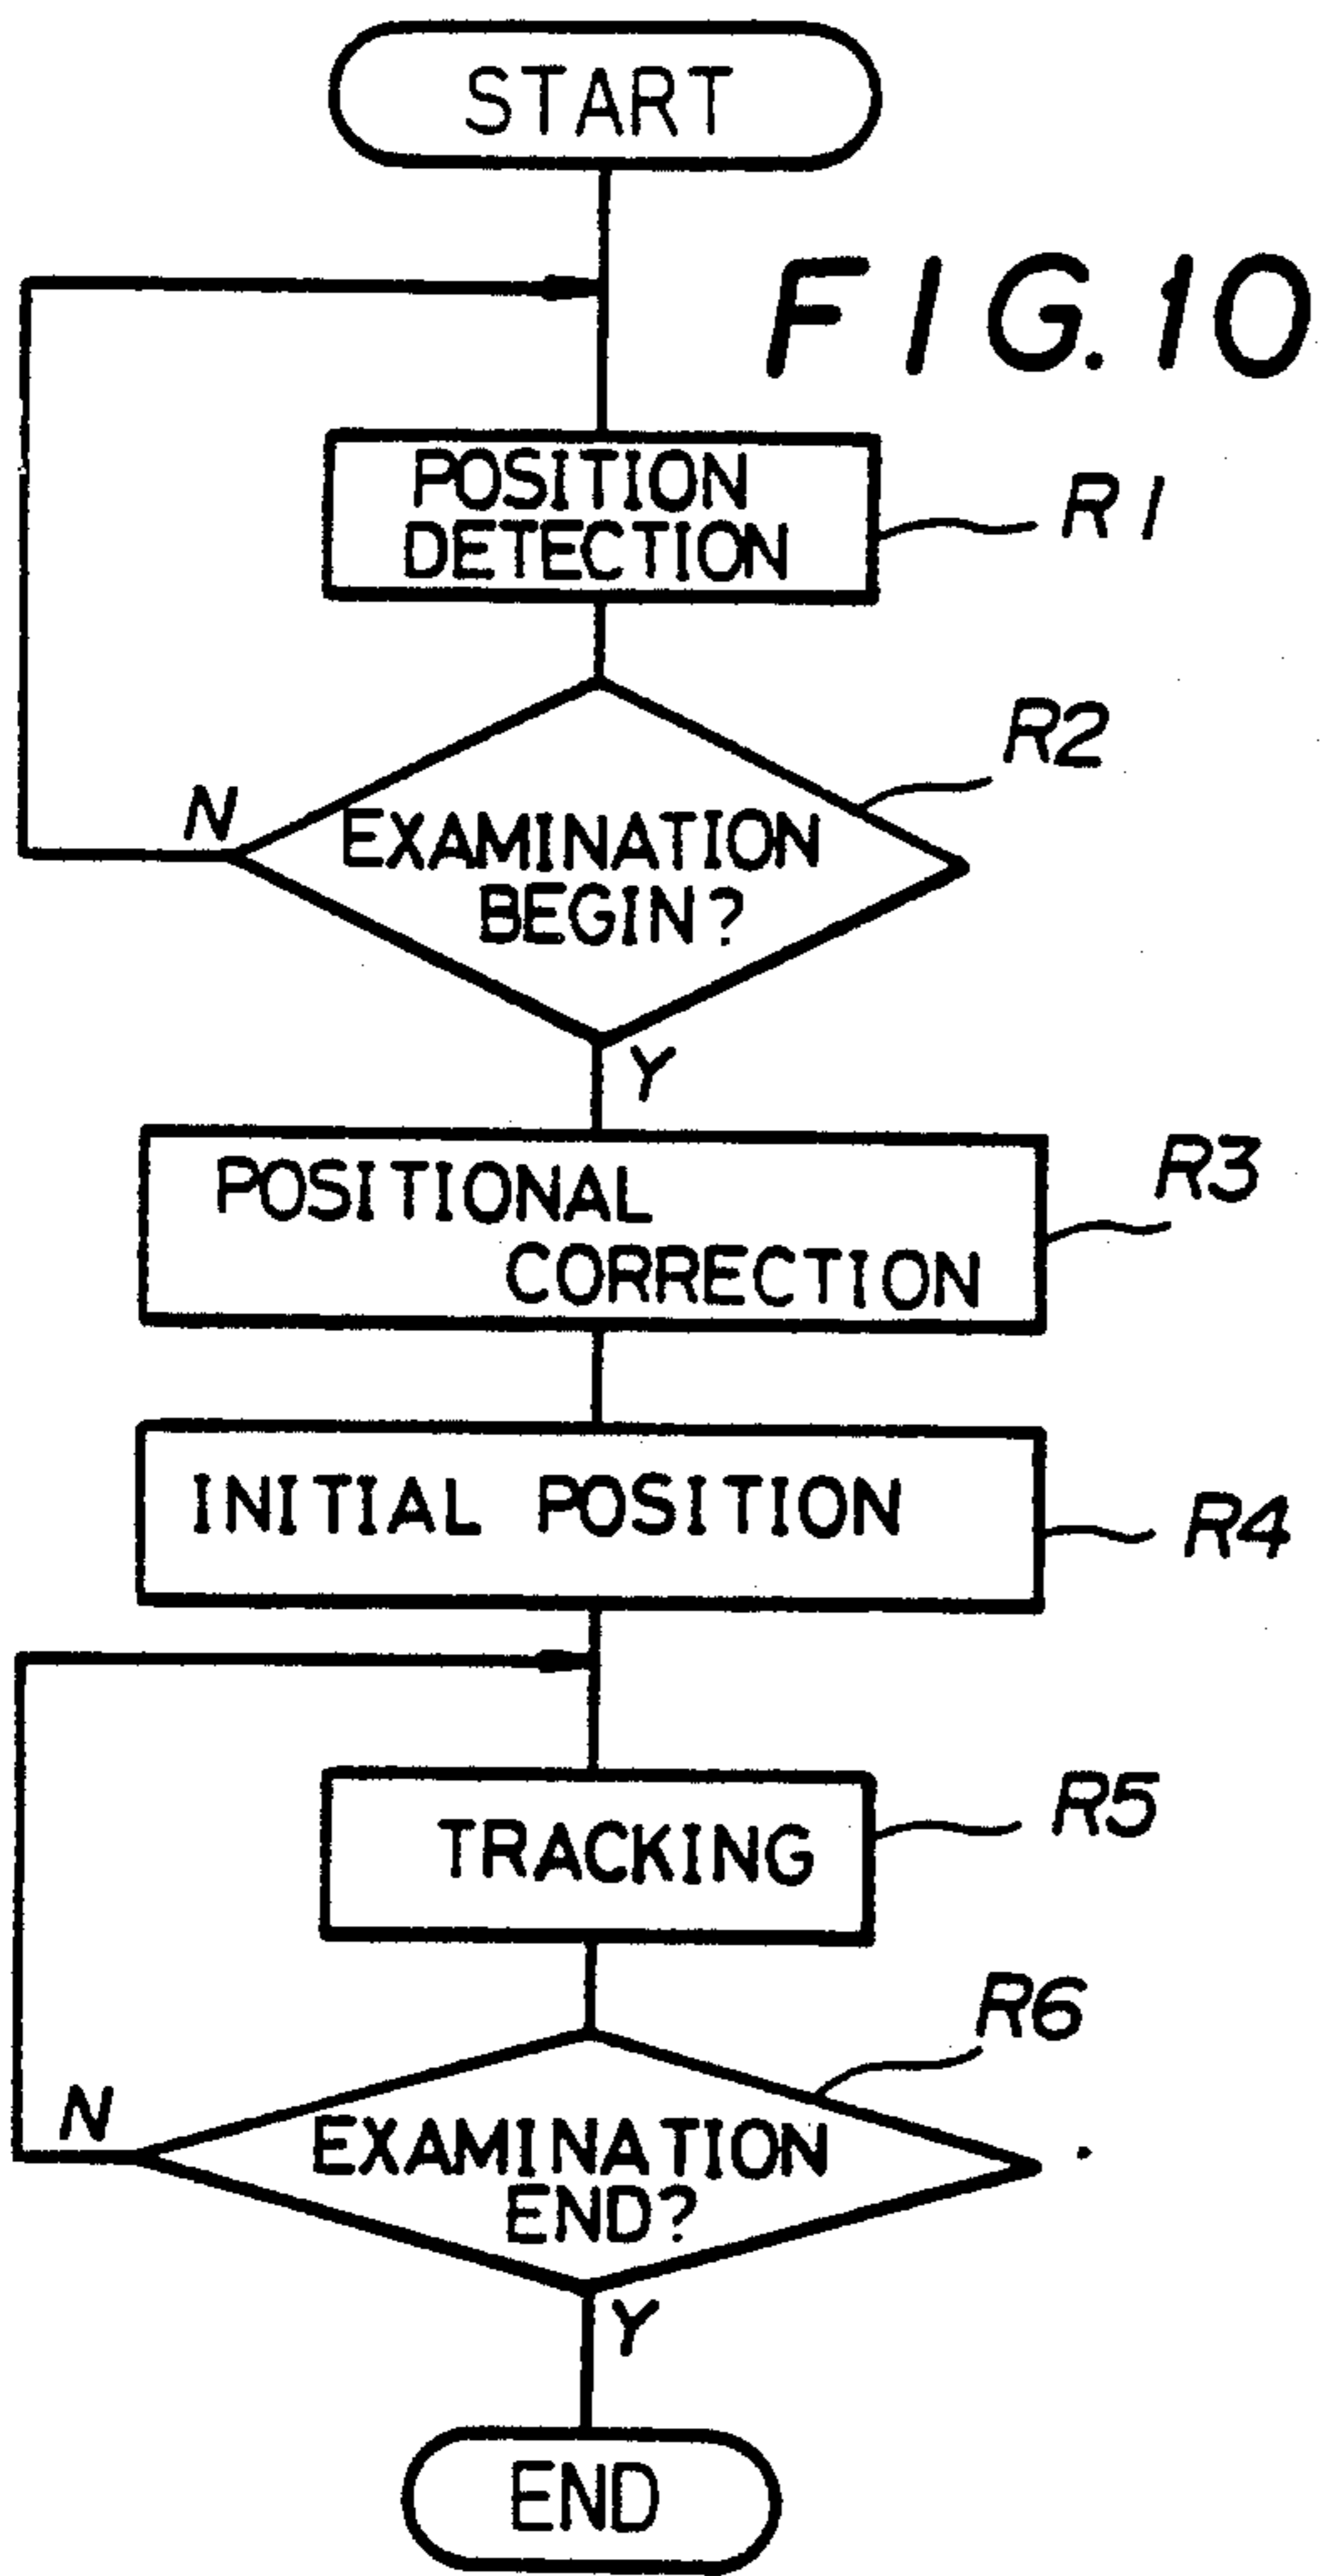 START
FIG. 10
POSITION
DETECTION
R1
R2
N
EXAMINATION
BEGIN?
Y
POSITIONAL
CORRECTION
R3
INITIAL POSITION
R4
TRACKING
R5
R6
N
EXAMINATION
END?
Y
END